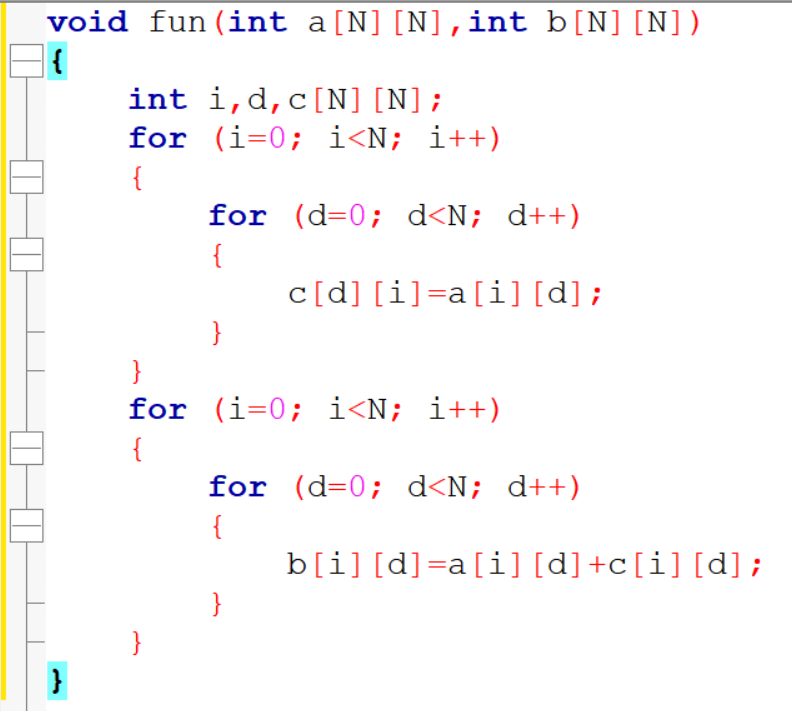 void fun(int a[N][N],int b[N][N])
{
    int i,d,c[N][N];
    for (i=0; i<N; i++)
    {
        for (d=0; d<N; d++)
        {
            c[d][i]=a[i][d];
        }
    }
    for (i=0; i<N; i++)
    {
        for (d=0; d<N; d++)
        {
            b[i][d]=a[i][d]+c[i][d];
        }
    }
}